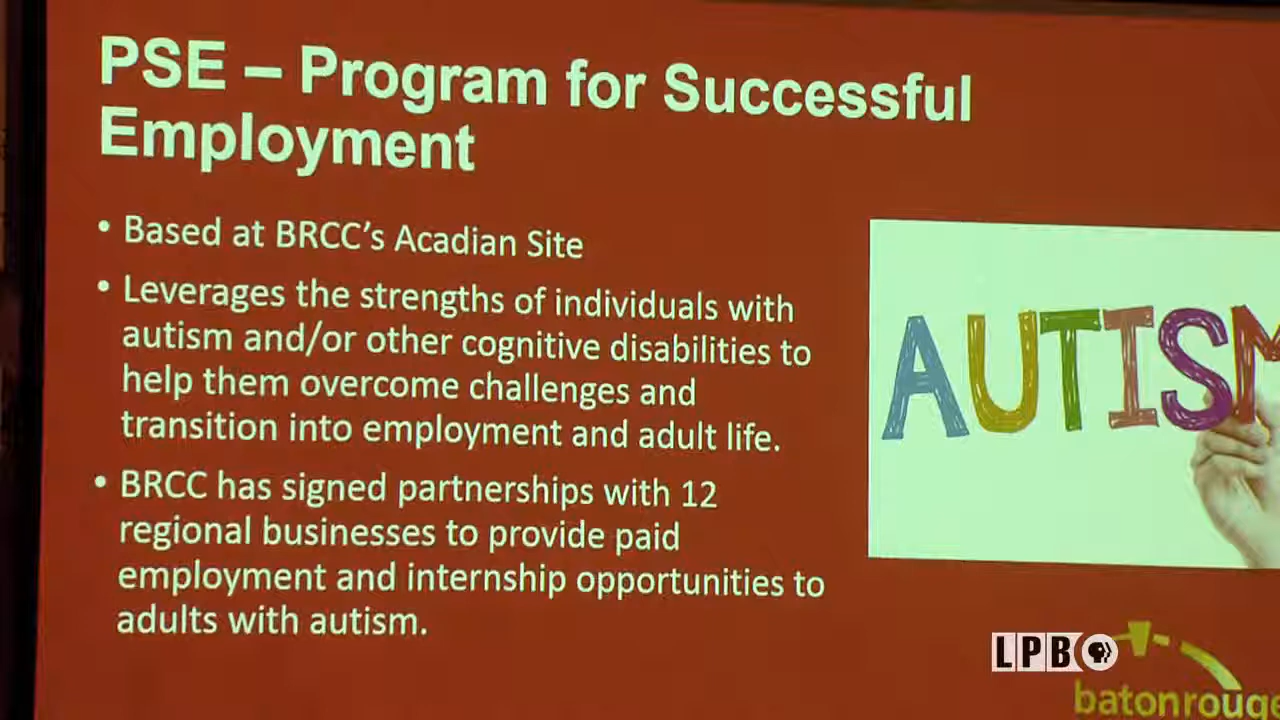 PSE – Program for Successful
Employment
• Based at BRCC's Acadian Site
• Leverages the strengths of individuals with
autism and/or other cognitive disabilities to
help them overcome challenges and
transition into employment and adult life.
• BRCC has signed partnerships with 12
regional businesses to provide paid
employment and internship opportunities to
adults with autism.
AUTISM
LPB
batonrouge